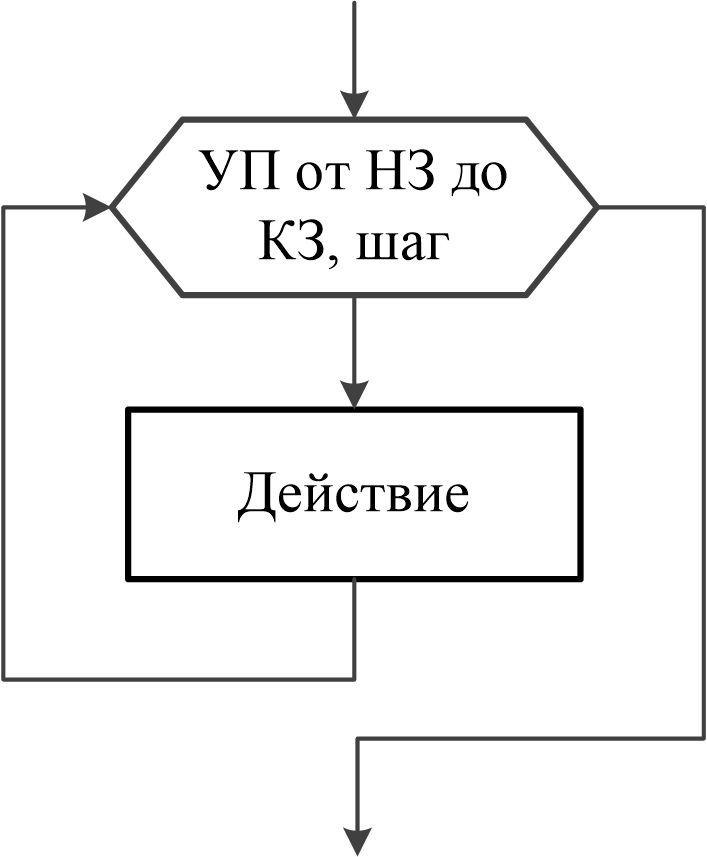 УП от НЗ до
КЗ, шаг
Действие